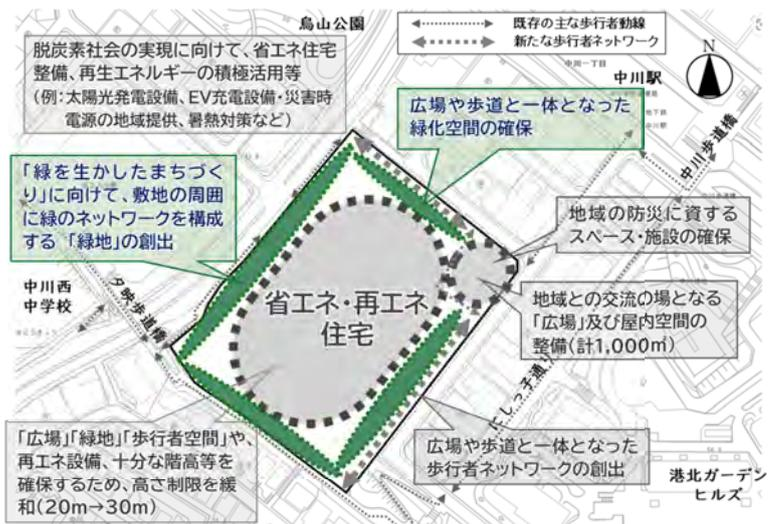 烏山公園
既存の主な歩行者動線
新たな歩行者ネットワーク
脱炭素社会の実現に向けて、省エネ住宅
整備、再生エネルギーの積極活用等
(例:太陽光発電設備、EV充電設備・災害時
電源の地域提供、暑熱対策など)
中川一丁目
中川駅
N
広場や歩道と一体となった
緑化空間の確保
中川歩道橋
「緑を生かしたまちづく
り」に向けて、敷地の周囲
に緑のネットワークを構成
する「緑地」の創出
地域の防災に資する
スペース・施設の確保
中川西
中学校
夕映歩道橋
省エネ・再エネ
住宅
地域との交流の場となる
「広場」及び屋内空間の
整備(計1,000㎡)
にしっ子通り
「広場」「緑地」「歩行者空間」や、
再エネ設備、十分な階高等を
確保するため、高さ制限を緩
和(20m→30m)
広場や歩道と一体となった
歩行者ネットワークの創出
港北ガーデン
ヒルズ